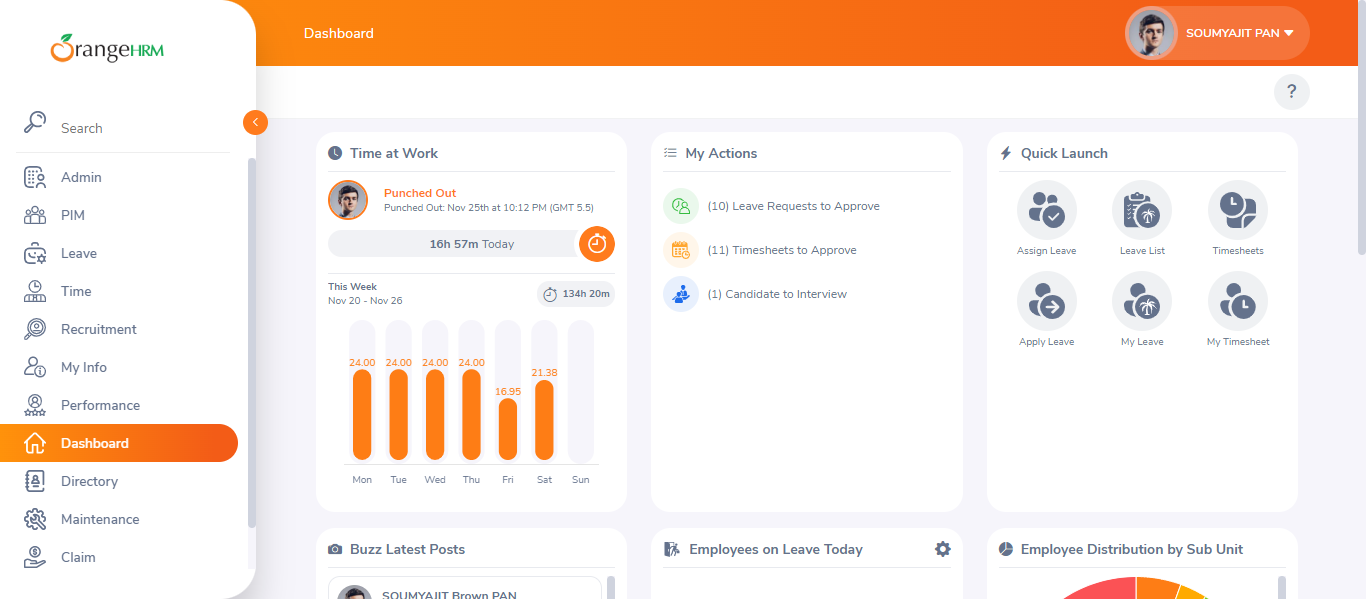 OrangeHRM
Search
Admin
PIM
Leave
Time
Recruitment
My Info
Performance
Dashboard
Directory
Maintenance
Claim
Dashboard
SOUMYAJIT PAN
?
Time at Work
Punched Out
Punched Out: Nov 25th at 10:12 PM (GMT 5.5)
16h 57m Today
This Week
Nov 20 - Nov 26
134h 20m
24.00 24.00 24.00 24.00 16.95 21.38
Mon Tue Wed Thu Fri Sat Sun
My Actions
(10) Leave Requests to Approve
(11) Timesheets to Approve
(1) Candidate to Interview
Quick Launch
Assign Leave Leave List Timesheets
Apply Leave My Leave My Timesheet
Buzz Latest Posts
SOUMYAJIT Brown PAN
Employees on Leave Today
Employee Distribution by Sub Unit